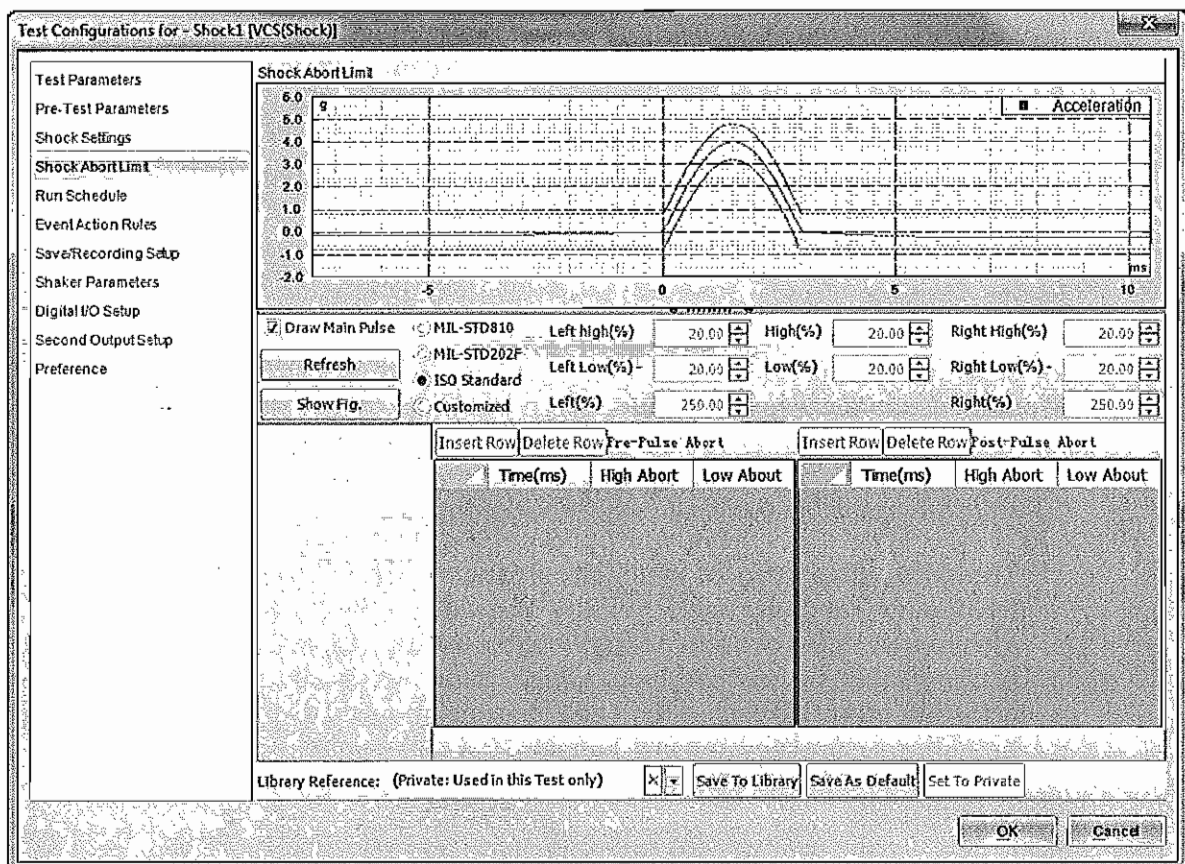 Test Configurations for - Shock1 [VCS(Shock)]
Test Parameters
Pre-Test Parameters
Shock Settings
Shock Abort Limit
Run Schedule
Event Action Rules
Save/Recording Setup
Shaker Parameters
Digital I/O Setup
Second Output Setup
Preference
Shock Abort Limit
g
Acceleration
6.0
5.0
4.0
3.0
2.0
1.0
0.0
-1.0
-2.0
-5 0 5 10
ms
Draw Main Pulse
Refresh
Show Fig.
MIL-STD810
MIL-STD202F
ISO Standard
Customized
Left high(%) 20.00 High(%) 20.00 Right High(%) 20.00
Left Low(%)- 20.00 Low(%) 20.00 Right Low(%)- 20.00
Left(%) 250.00 Right(%) 250.00
Insert Row Delete Row Pre-Pulse Abort Insert Row Delete Row Post-Pulse Abort
Time(ms) High Abort Low About Time(ms) High Abort Low About
Library Reference: (Private: Used in this Test only) Save To Library Save As Default Set To Private
OK Cancel